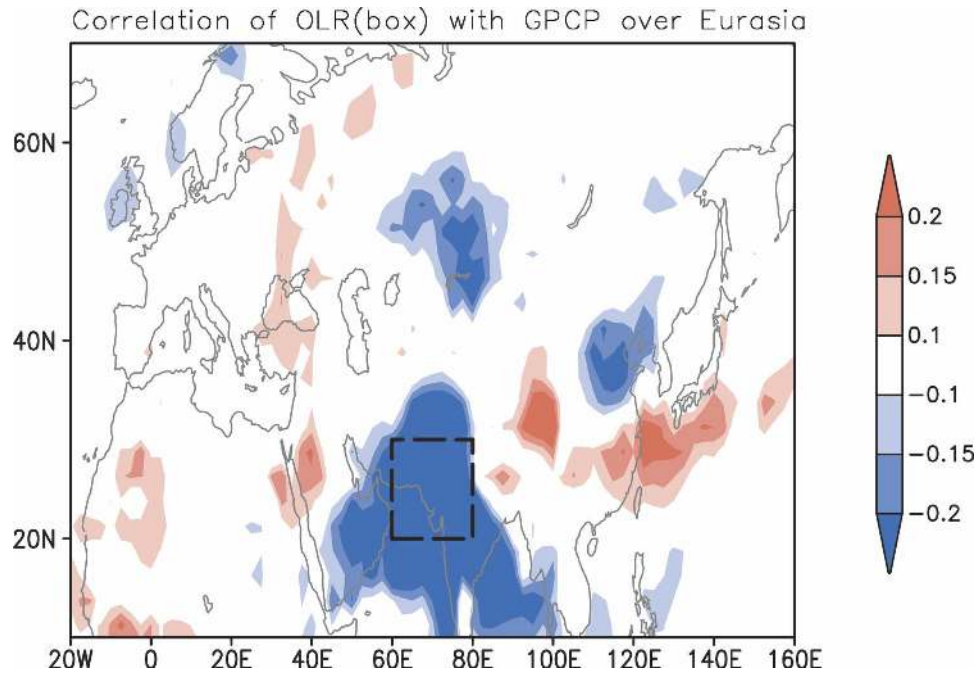 Correlation of OLR(box) with GPCP over Eurasia
60N
40N
20N
20W 0 20E 40E 60E 80E 100E 120E 140E 160E
0.2
0.15
0.1
-0.1
-0.15
-0.2